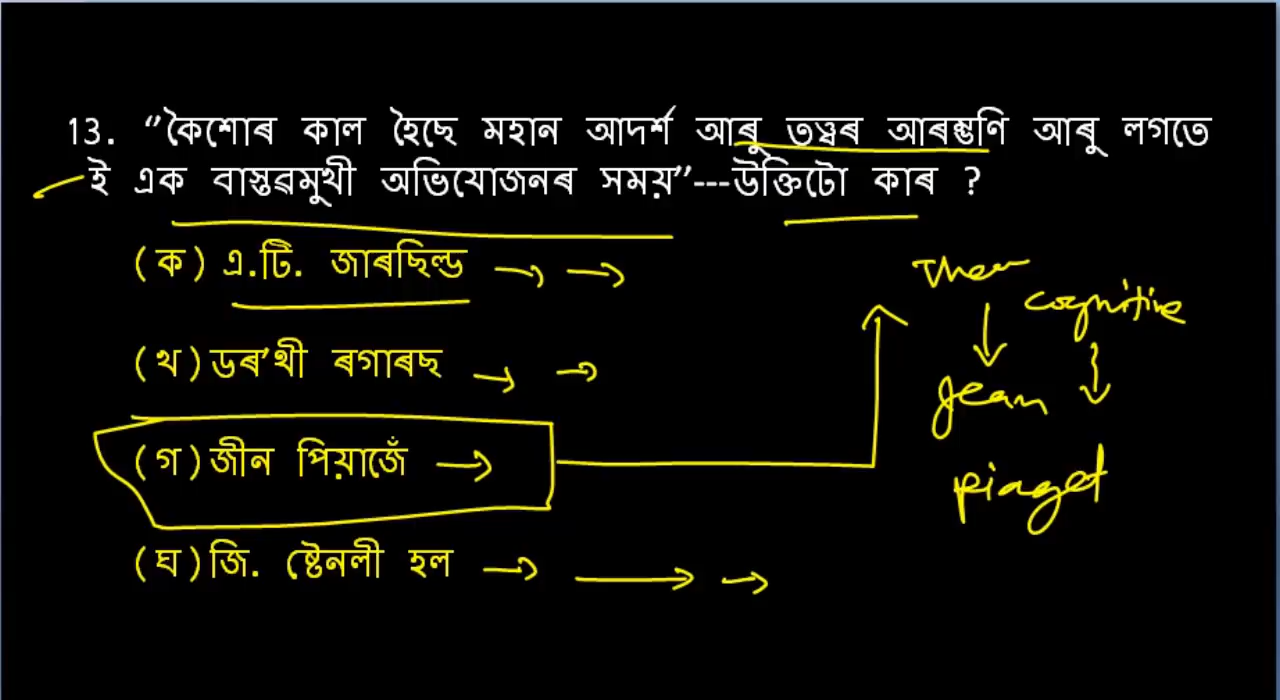 13. “কৈশোৰ কাল হৈছে মহান আদৰ্শ আৰু তত্ত্বৰ আৰম্ভণি আৰু লগতে
ই এক বাস্তৱমুখী অভিযোজনৰ সময়”---উক্তিটো কাৰ ?
(ক) এ.টি. জাৰছিল্ড
(খ) ডৰ’থী ৰগাৰছ
(গ) জীন পিয়াজেঁ
(ঘ) জি. ষ্টেনলী হল
cognitive
Jean
piaget